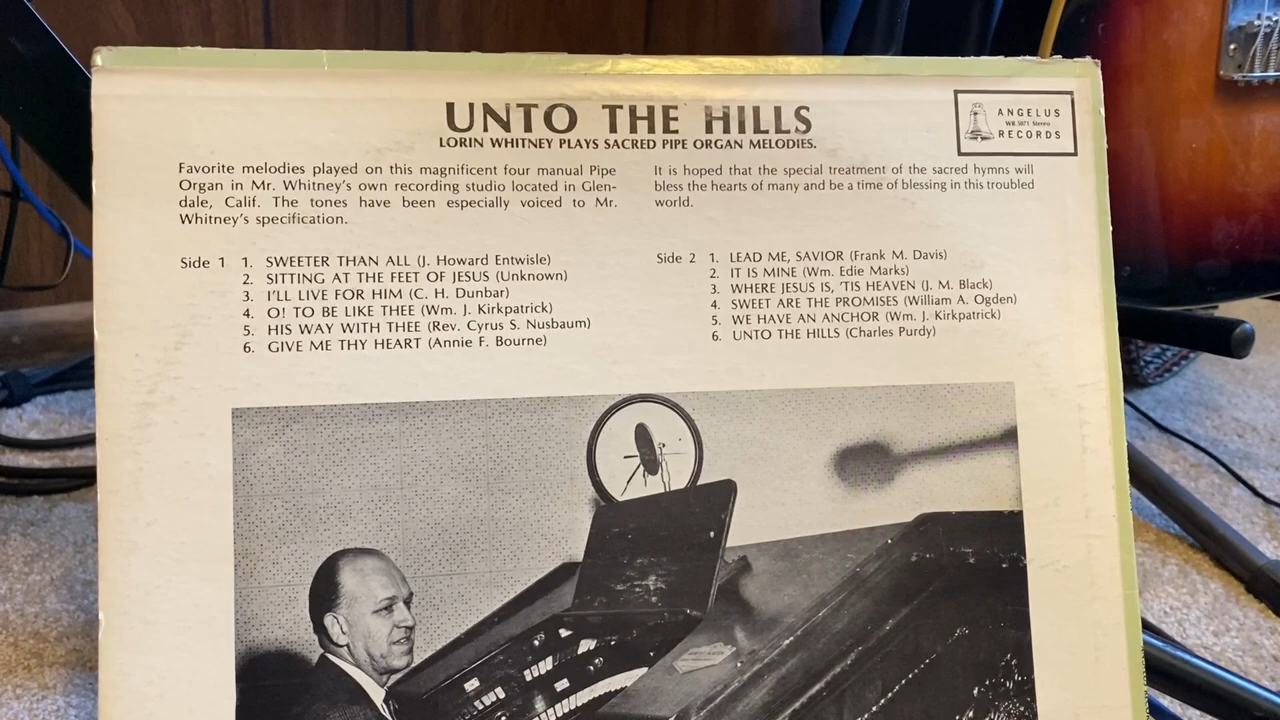 UNTO THE HILLS
LORIN WHITNEY PLAYS SACRED PIPE ORGAN MELODIES.
ANGELUS
WR 5071 Stereo
RECORDS
Favorite melodies played on this magnificent four manual Pipe
Organ in Mr. Whitney's own recording studio located in Glen-
dale, Calif. The tones have been especially voiced to Mr.
Whitney's specification.
It is hoped that the special treatment of the sacred hymns will
bless the hearts of many and be a time of blessing in this troubled
world.
Side 1 1. SWEETER THAN ALL (J. Howard Entwisle)
2. SITTING AT THE FEET OF JESUS (Unknown)
3. I'LL LIVE FOR HIM (C. H. Dunbar)
4. O! TO BE LIKE THEE (Wm. J. Kirkpatrick)
5. HIS WAY WITH THEE (Rev. Cyrus S. Nusbaum)
6. GIVE ME THY HEART (Annie F. Bourne)
Side 2 1. LEAD ME, SAVIOR (Frank M. Davis)
2. IT IS MINE (Wm. Edie Marks)
3. WHERE JESUS IS, 'TIS HEAVEN (J. M. Black)
4. SWEET ARE THE PROMISES (William A. Ogden)
5. WE HAVE AN ANCHOR (Wm. J. Kirkpatrick)
6. UNTO THE HILLS (Charles Purdy)